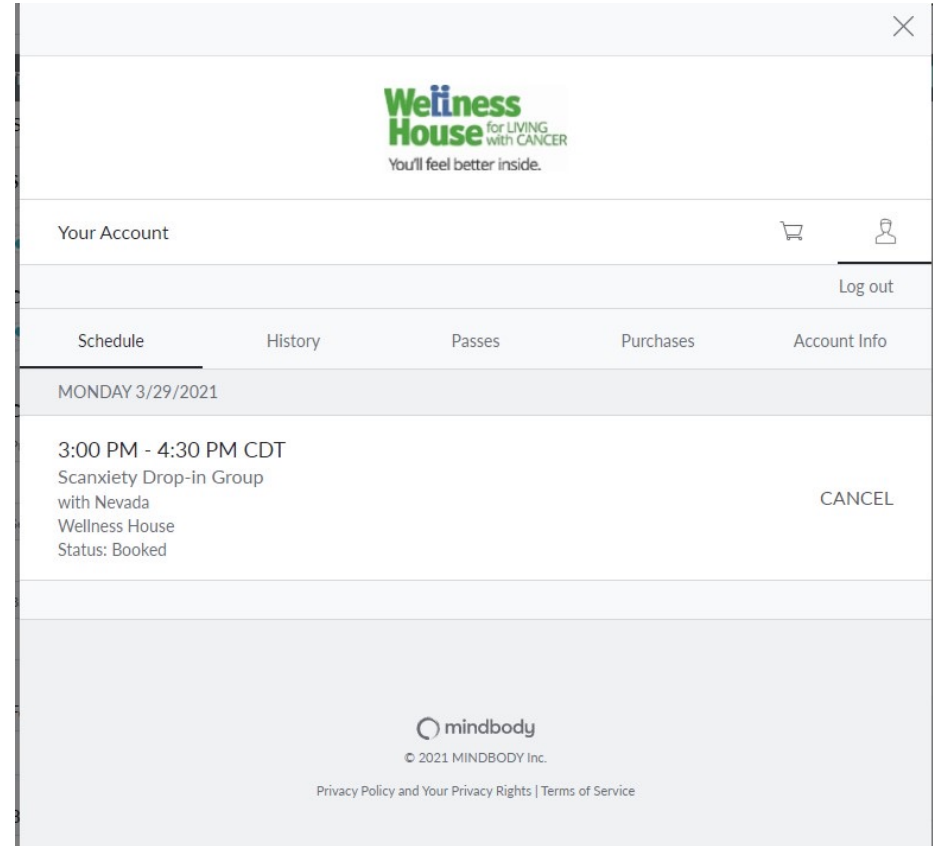 Wellness
House for LIVING
with CANCER
You'll feel better inside.
Your Account
Log out
Schedule History Passes Purchases Account Info
MONDAY 3/29/2021
3:00 PM - 4:30 PM CDT
Scanxiety Drop-in Group
with Nevada
Wellness House
Status: Booked
CANCEL
mindbody
© 2021 MINDBODY Inc.
Privacy Policy and Your Privacy Rights | Terms of Service